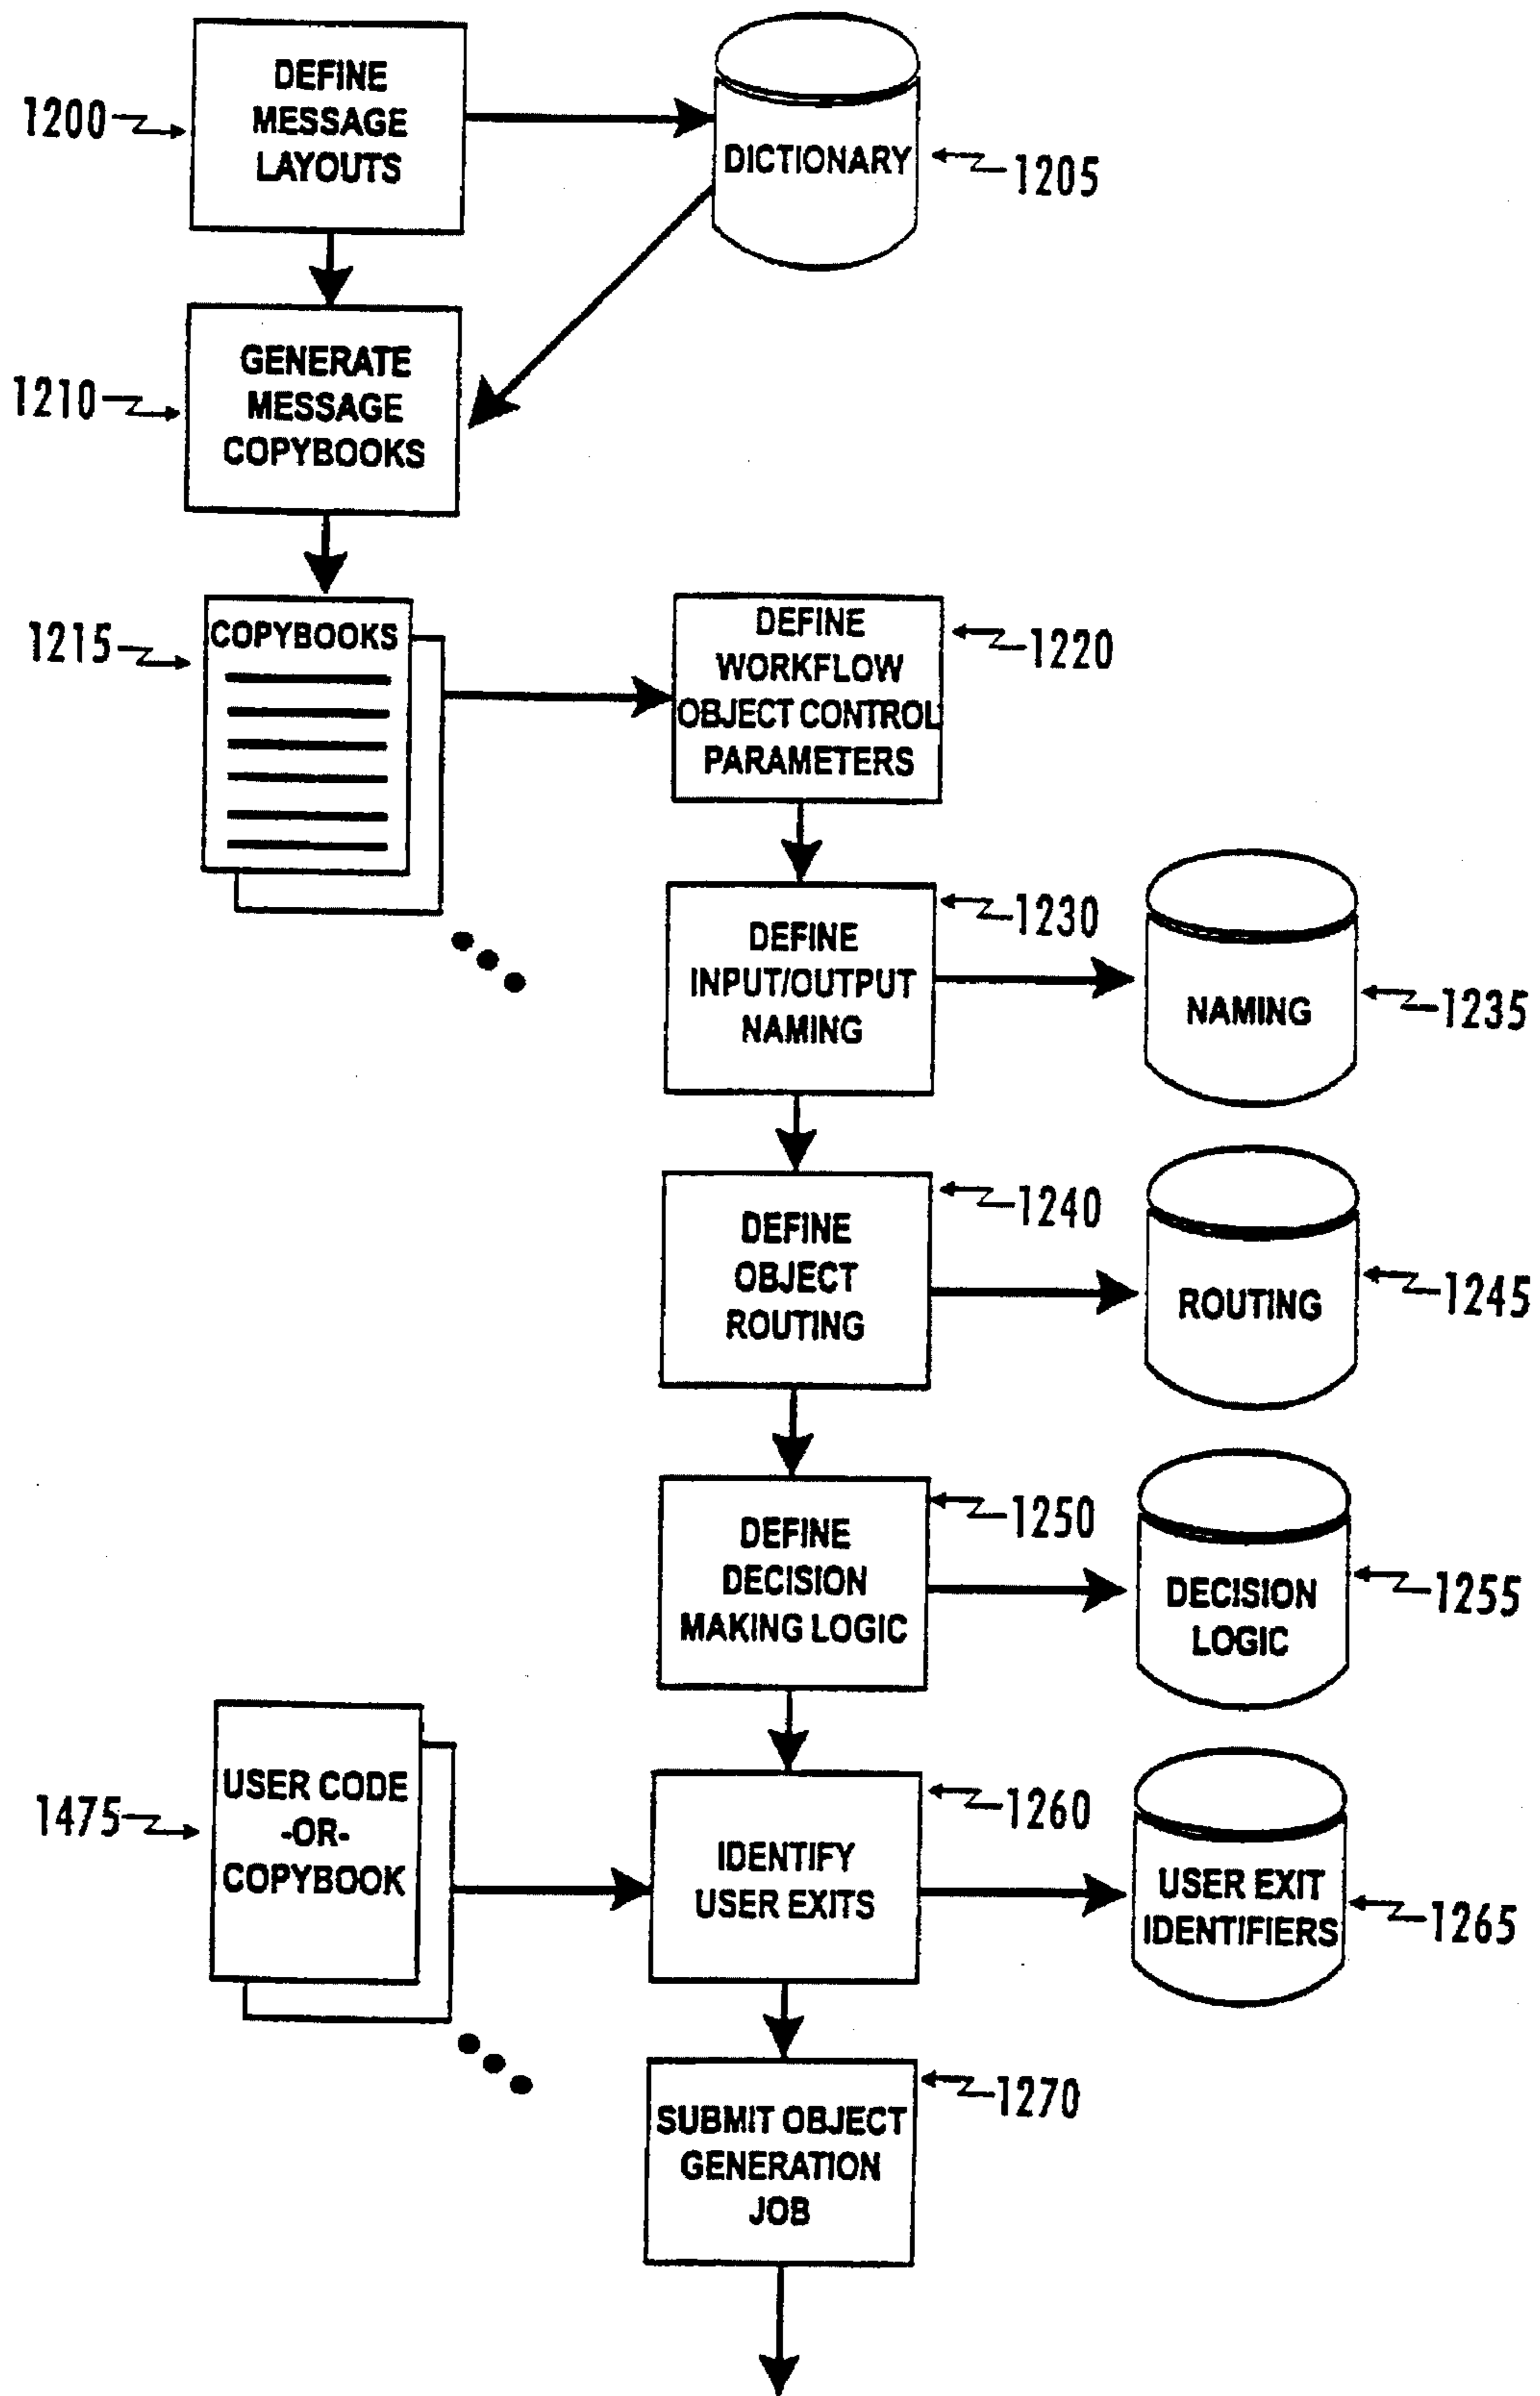 DEFINE
MESSAGE
LAYOUTS
1200
DICTIONARY
1205
GENERATE
MESSAGE
COPYBOOKS
1210
COPYBOOKS
1215
DEFINE
WORKFLOW
OBJECT CONTROL
PARAMETERS
1220
DEFINE
INPUT/OUTPUT
NAMING
1230
NAMING
1235
DEFINE
OBJECT
ROUTING
1240
ROUTING
1245
DEFINE
DECISION
MAKING LOGIC
1250
DECISION
LOGIC
1255
USER CODE
-OR-
COPYBOOK
1475
IDENTIFY
USER EXITS
1260
USER EXIT
IDENTIFIERS
1265
SUBMIT OBJECT
GENERATION
JOB
1270